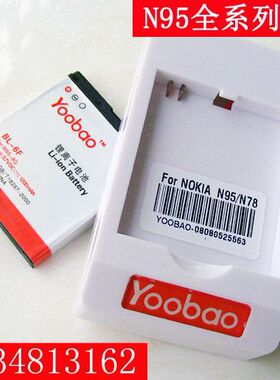 N95全系列
Yoobao™
锂离子电池
Li-ion Battery
BL-6F
For NOKIA N95/N78
YOOBAO-08080525563
Yoobao
34813162